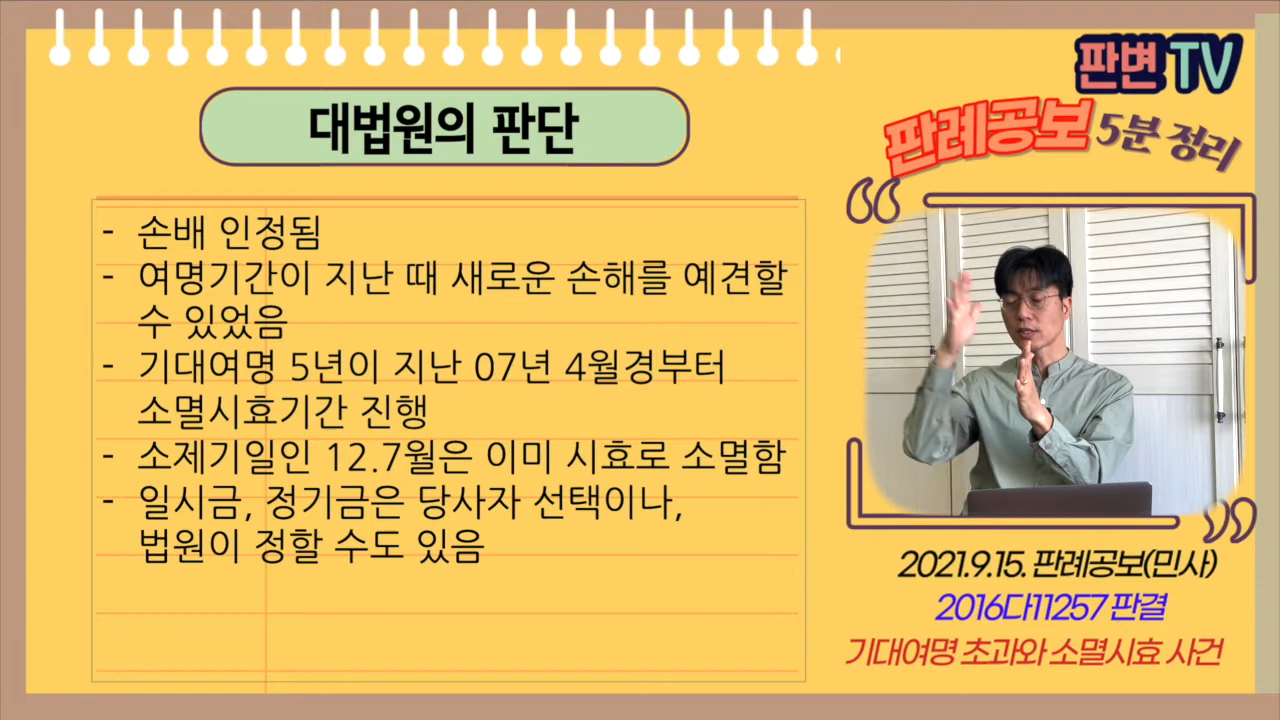 대법원의 판단
- 손배 인정됨
- 여명기간이 지난 때 새로운 손해를 예견할
수 있었음
- 기대여명 5년이 지난 07년 4월경부터
소멸시효기간 진행
- 소제기일인 12.7월은 이미 시효로 소멸함
- 일시금, 정기금은 당사자 선택이나,
법원이 정할 수도 있음
판변 TV
판례공보 5분 정리
2021.9.15. 판례공보(민사)
2016다11257 판결
기대여명 초과와 소멸시효 사건